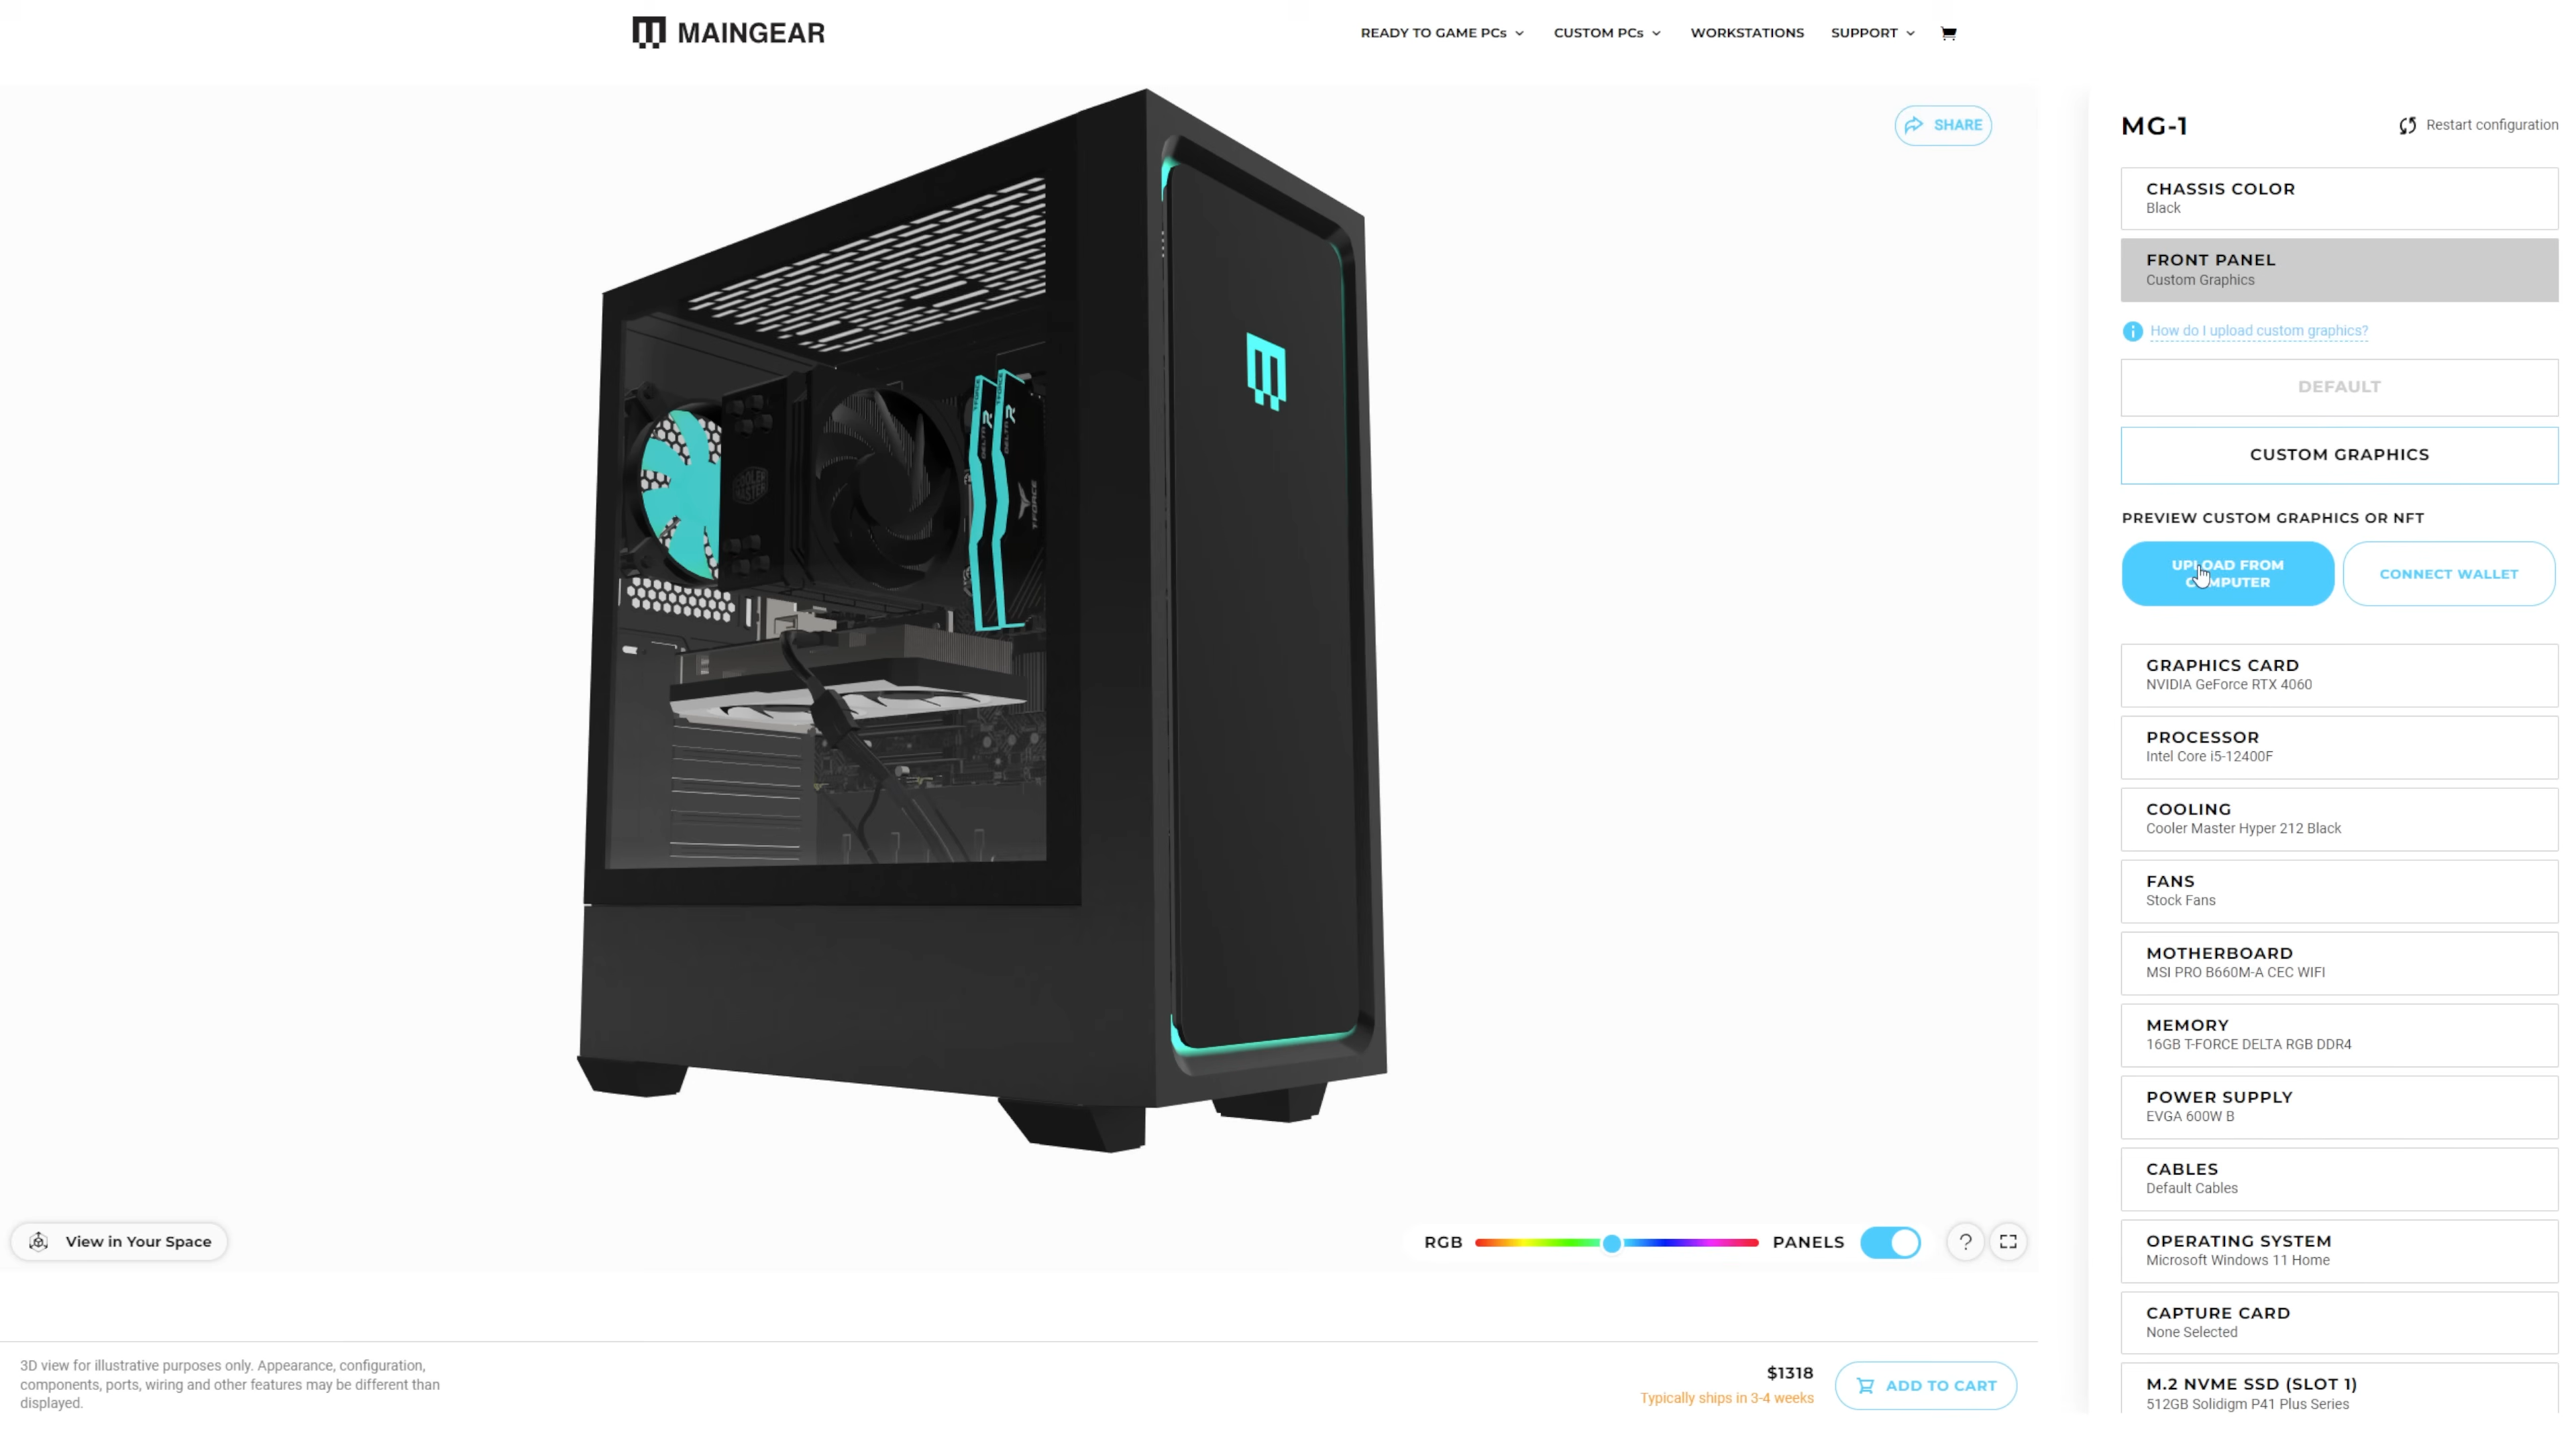 MAINGEAR
READY TO GAME PCs
CUSTOM PCs
WORKSTATIONS
SUPPORT
SHARE
COOLER
MASTER
DELTA R
DELTA R
T-FORCE
View in Your Space
RGB
PANELS
?
3D view for illustrative purposes only. Appearance, configuration,
components, ports, wiring and other features may be different than
displayed.
$1318
Typically ships in 3-4 weeks
ADD TO CART
MG-1
Restart configuration
CHASSIS COLOR
Black
FRONT PANEL
Custom Graphics
How do I upload custom graphics?
DEFAULT
CUSTOM GRAPHICS
PREVIEW CUSTOM GRAPHICS OR NFT
UPLOAD FROM
COMPUTER
CONNECT WALLET
GRAPHICS CARD
NVIDIA GeForce RTX 4060
PROCESSOR
Intel Core i5-12400F
COOLING
Cooler Master Hyper 212 Black
FANS
Stock Fans
MOTHERBOARD
MSI PRO B660M-A CEC WIFI
MEMORY
16GB T-FORCE DELTA RGB DDR4
POWER SUPPLY
EVGA 600W B
CABLES
Default Cables
OPERATING SYSTEM
Microsoft Windows 11 Home
CAPTURE CARD
None Selected
M.2 NVME SSD (SLOT 1)
512GB Solidigm P41 Plus Series